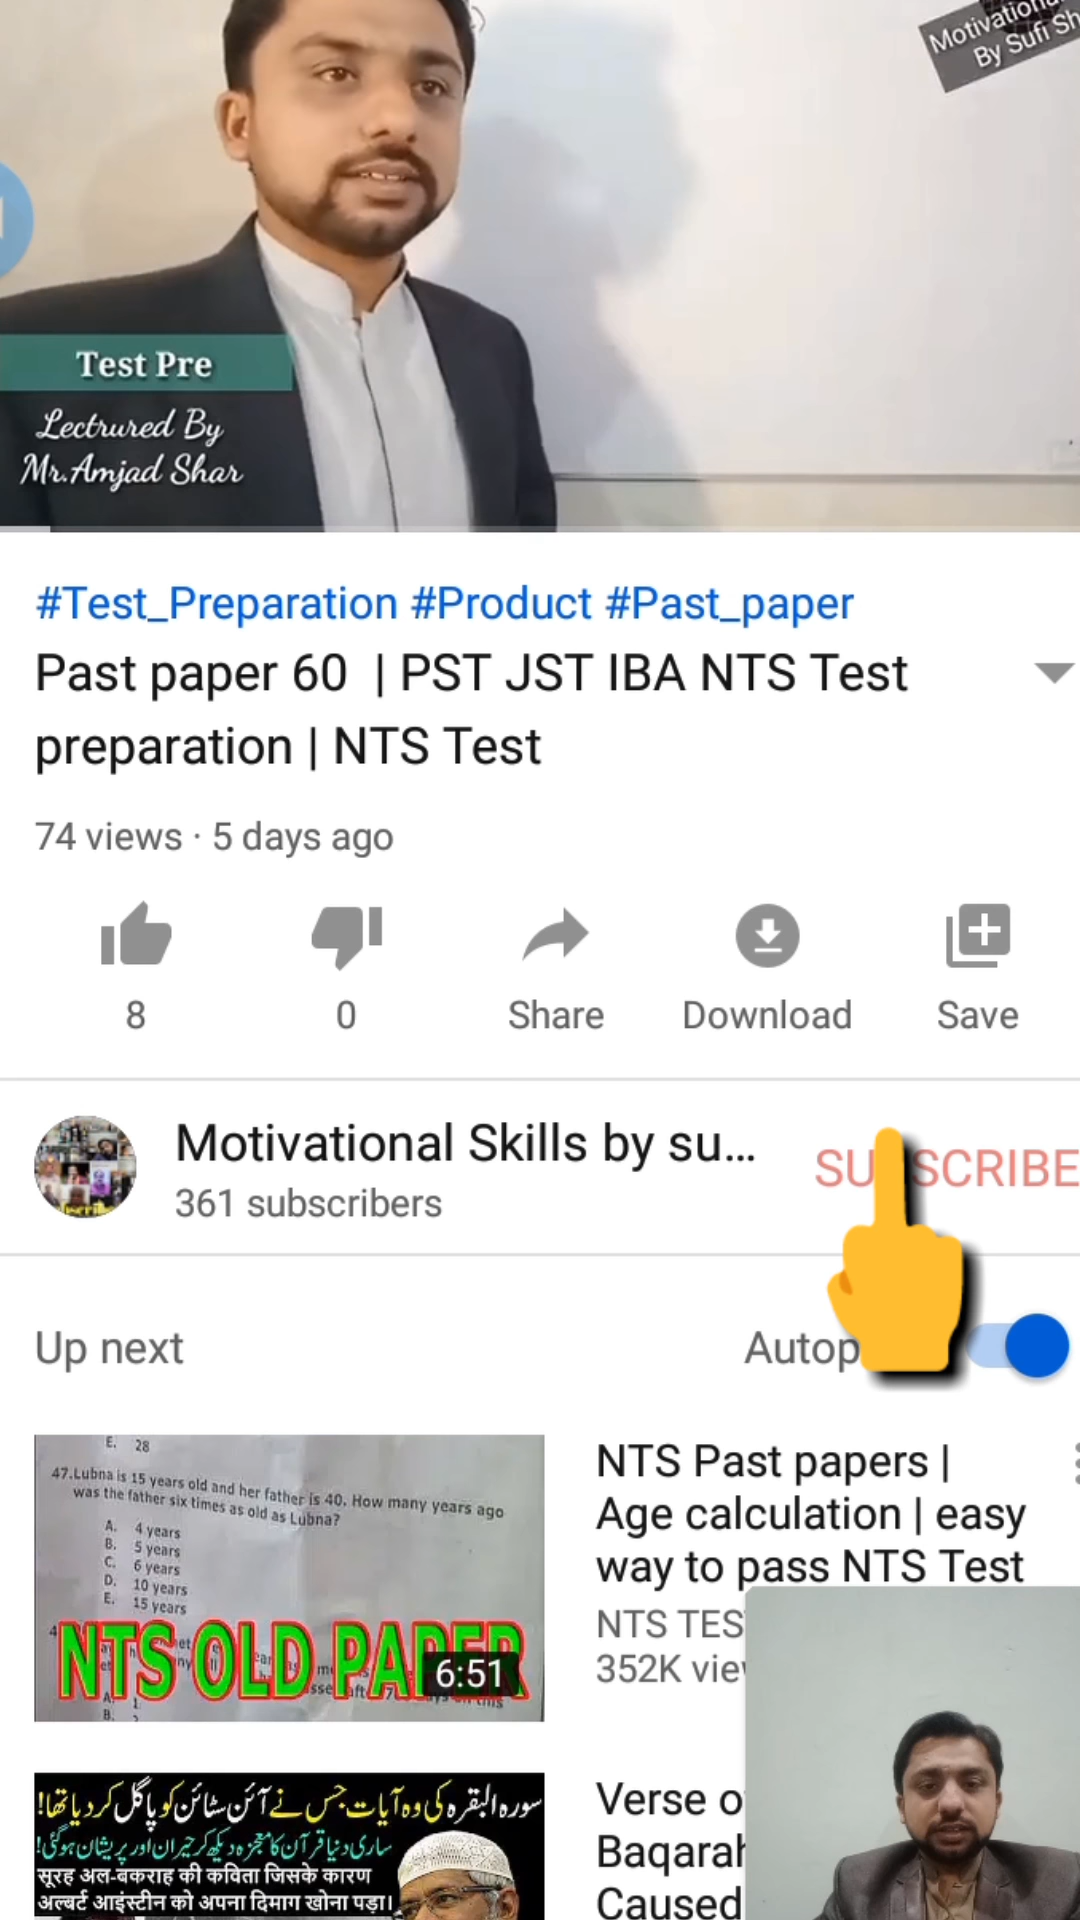 Motivational
By Sufi Sh
Test Pre
Lectrured By
Mr.Amjad Shar
#Test_Preparation #Product #Past_paper
Past paper 60 | PST JST IBA NTS Test
preparation | NTS Test
74 views · 5 days ago
8
0
Share
Download
Save
Motivational Skills by su...
SU SCRIBE
361 subscribers
Up next
Autop
E. 28
47.Lubna is 15 years old and her father is 40. How many years ago
was the father six times as old as Lubna?
A. 4 years
B. 5 years
C. 6 years
D. 10 years
E. 15 years
NTS OLD PAPER
6:51
A.
B.
NTS Past papers |
Age calculation | easy
way to pass NTS Test
NTS TES
352K vie
سورہ البقرہ کی وہ آیات جس نے آئن سٹائن کو پاگل کر دیا تھا!
ساری دنیا قرآن کا معجزہ دیکھ کر حیران اور پریشان ہو گئی!
सूरह अल-बकराह की कविता जिसके कारण
अल्बर्ट आइंस्टीन को अपना दिमाग खोना पड़ा।
Verse o
Baqarah
Caused